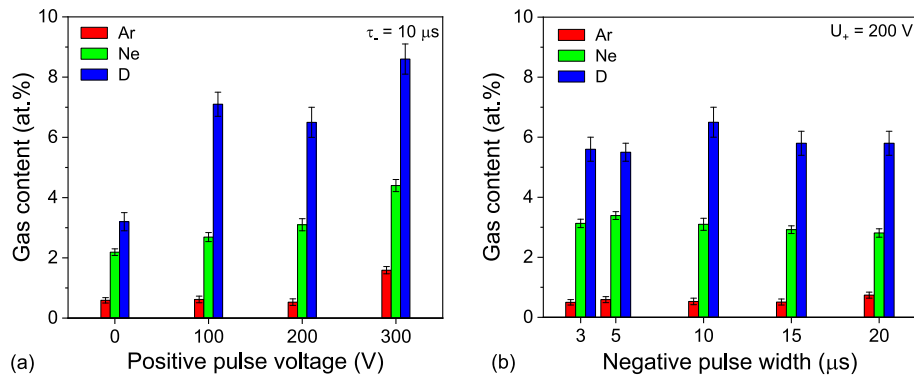 10
8
6
4
2
0
Gas content (at.%)
Ar
Ne
D
τ- = 10 μs
0 100 200 300
(a) Positive pulse voltage (V)
10
8
6
4
2
0
Gas content (at.%)
Ar
Ne
D
U+ = 200 V
3 5 10 15 20
(b) Negative pulse width (μs)